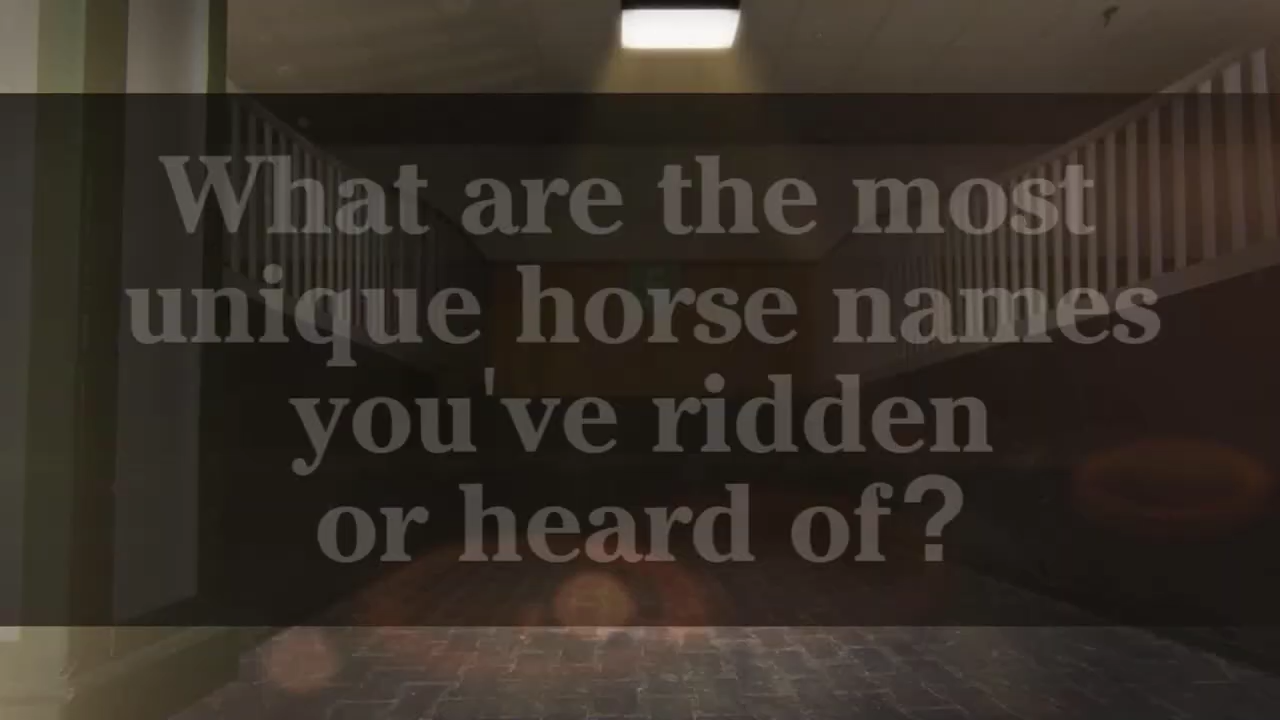 What are the most
unique horse names
you've ridden
or heard of?